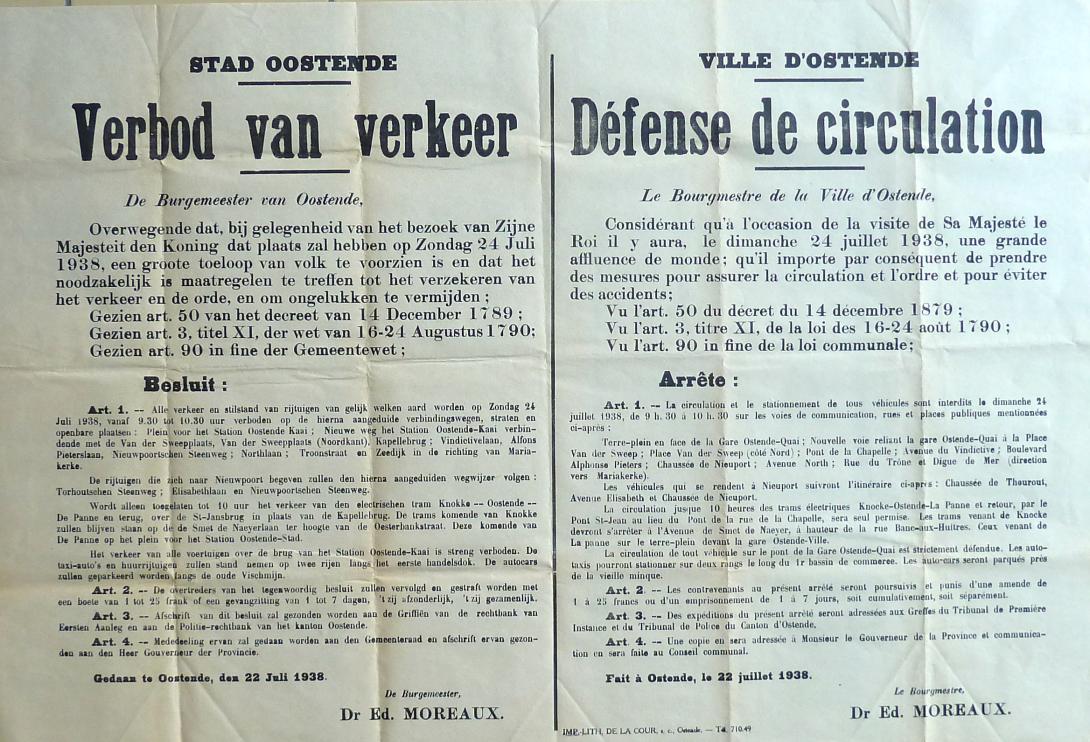 STAD OOSTENDE
Verbod van verkeer
De Burgemeester van Oostende,
Overwegende dat, bij gelegenheid van het bezoek van Zijne
Majesteit den Koning dat plaats zal hebben op Zondag 24 Juli
1938, een groote toeloop van volk te voorzien is en dat het
noodzakelijk is maatregelen te treffen tot het verzekeren van
het verkeer en de orde, en om ongelukken te vermijden ;
Gezien art. 50 van het decreet van 14 December 1789 ;
Gezien art. 3, titel XI, der wet van 16-24 Augustus 1790;
Gezien art. 90 in fine der Gemeentewet ;
Besluit :
Art. 1. — Alle verkeer en stilstand van rijtuigen van gelijk welken aard worden op Zondag 24
Juli 1938, vanaf 9.30 tot 10.30 uur verboden op de hierna aangeduide verbindingswegen, straten en
openbare plaatsen : Plein voor het Station Oostende Kaai ; Nieuwe weg het Station Oostende-Kaai verbin-
dende met de Van der Sweepplaats, Van der Sweepplaats (Noordkant), Kapellebrug ; Vindictivelaan, Alfons
Pieterslaan, Nieuwpoortschen Steenweg ; Northlaan ; Troonstraat en Zeedijk in de richting van Maria-
kerke.
De rijtuigen die zich naar Nieuwpoort begeven zullen den hierna aangeduiden wegwijzer volgen :
Torhoutschen Steenweg ; Elisabethlaan en Nieuwpoortschen Steenweg.
Wordt alleen toegelaten tot 10 uur het verkeer van den electrischen tram Knokke — Oostende —
De Panne en terug, over de St-Jansbrug in plaats van de Kapellebrug. De trams komende van Knokke
zullen blijven staan op de de Smet de Naeyerlaan ter hoogte van de Oesterbankstraat. Deze komende van
De Panne op het plein voor het Station Oostende-Stad.
Het verkeer van alle voertuigen over de brug van het Station Oostende-Kaai is streng verboden. De
taxi-auto's en huurrijtuigen zullen stand nemen op twee rijen langs het eerste handelsdok. De autocars
zullen geparkeerd worden langs de oude Vischmijn.
Art. 2. — De overtreders van het tegenwoordig besluit zullen vervolgd en gestraft worden met
een boete van 1 tot 25 frank of een gevangzitting van 1 tot 7 dagen, 't zij afzonderlijk, 't zij gezamenlijk.
Art. 3. — Afschrift van dit besluit zal gezonden worden aan de Griffiën van de rechtbank van
Eersten Aanleg en aan de Politie-rechtbank van het kanton Oostende.
Art. 4. — Mededeeling ervan zal gedaan worden aan den Gemeenteraad en afschrift ervan gezon-
den aan den Heer Gouverneur der Provincie.
Gedaan te Oostende, den 22 Juli 1938.
De Burgemeester,
Dr Ed. MOREAUX.
VILLE D'OSTENDE
Défense de circulation
Le Bourgmestre de la Ville d'Ostende,
Considérant qu'à l'occasion de la visite de Sa Majesté le
Roi il y aura, le dimanche 24 juillet 1938, une grande
affluence de monde; qu'il importe par conséquent de prendre
des mesures pour assurer la circulation et l'ordre et pour éviter
des accidents;
Vu l'art. 50 du décret du 14 décembre 1879 ;
Vu l'art. 3, titre XI, de la loi des 16-24 août 1790 ;
Vu l'art. 90 in fine de la loi communale;
Arrête :
Art. 1. — La circulation et le stationnement de tous véhicules sont interdits le dimanche 24
juillet 1938, de 9 h. 30 à 10 h. 30 sur les voies de communication, rues et places publiques mentionnées
ci-après :
Terre-plein en face de la Gare Ostende-Quai ; Nouvelle voie reliant la gare Ostende-Quai à la Place
Van der Sweep ; Place Van der Sweep (côté Nord) ; Pont de la Chapelle ; Avenue du Vindictive; Boulevard
Alphonse Pieters ; Chaussée de Nieuport ; Avenue North ; Rue du Trône et Digue de Mer (direction
vers Mariakerke).
Les véhicules qui se rendent à Nieuport suivront l'itinéraire ci-après : Chaussée de Thourout,
Avenue Elisabeth et Chaussée de Nieuport.
La circulation jusque 10 heures des trams électriques Knocke-Ostende-La Panne et retour, par le
Pont St-Jean au lieu du Pont de la rue de la Chapelle, sera seul permise. Les trams venant de Knocke
devront s'arrêter à l'Avenue de Smet de Naeyer, à hauteur de la rue Banc-aux-Huîtres. Ceux venant de
La panne sur le terre-plein devant la gare Ostende-Ville.
La circulation de tout véhicule sur le pont de la Gare Ostende-Quai est strictement défendue. Les auto-
taxis pourront stationner sur deux rangs le long du 1r bassin de commerce. Les auto-cars seront parqués près
de la vieille minque.
Art. 2. — Les contrevenants au présent arrêté seront poursuivis et punis d'une amende de
1 à 25 francs ou d'un emprisonnement de 1 à 7 jours, soit cumulativement, soit séparément.
Art. 3. — Des expéditions du présent arrêté seront adressées aux Greffes du Tribunal de Première
Instance et du Tribunal de Police du Canton d'Ostende.
Art. 4. — Une copie en sera adressée à Monsieur le Gouverneur de la Province et communica-
tion en sera faite au Conseil communal.
Fait à Ostende, le 22 juillet 1938.
Le Bourgmestre,
Dr Ed. MOREAUX.
IMP.-LITH. DE LA COUR, s. c., Ostende. — Tél. 710.49